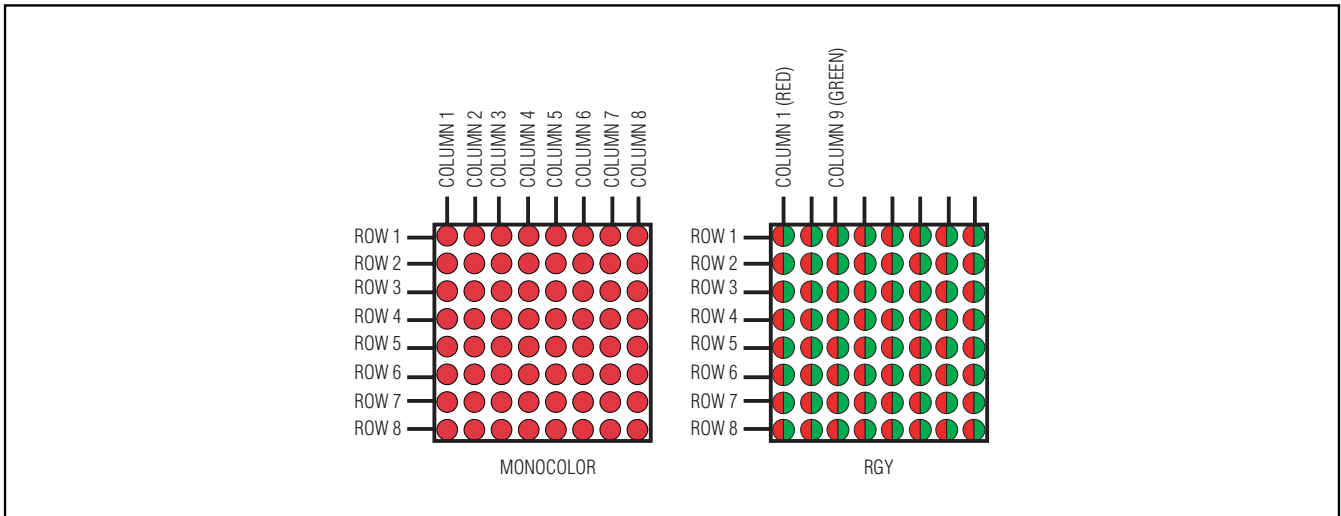 COLUMN 1
COLUMN 2
COLUMN 3
COLUMN 4
COLUMN 5
COLUMN 6
COLUMN 7
COLUMN 8
ROW 1
ROW 2
ROW 3
ROW 4
ROW 5
ROW 6
ROW 7
ROW 8
MONOCOLOR
COLUMN 1 (RED)
COLUMN 9 (GREEN)
ROW 1
ROW 2
ROW 3
ROW 4
ROW 5
ROW 6
ROW 7
ROW 8
RGY